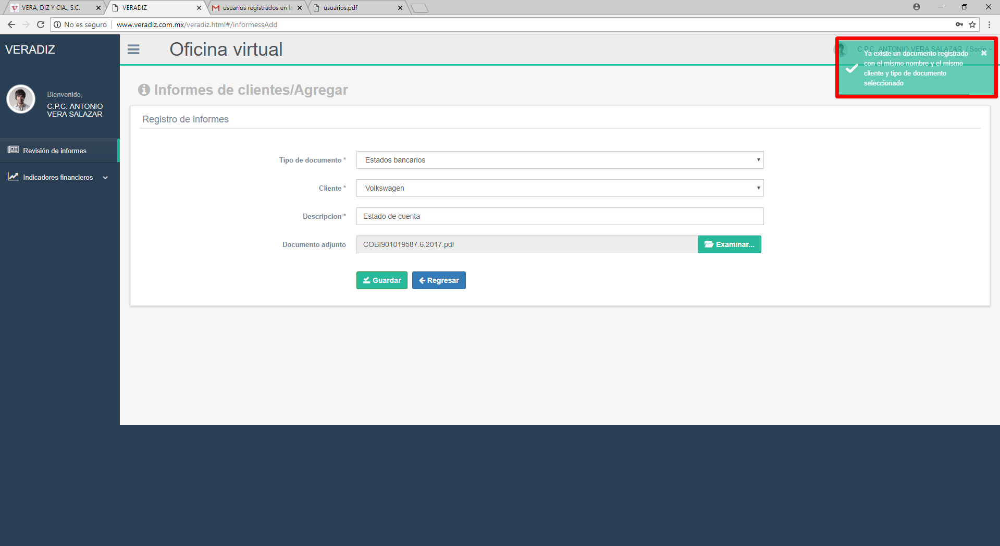 VERA, DIZ Y CIA., S.C.
VERADIZ
usuarios registrados en la
usuarios.pdf
No es seguro
www.veradiz.com.mx/veradiz.html#/informessAdd
VERADIZ
Oficina virtual
C.P.C. ANTONIO VERA SALAZAR / Socio
Ya existe un documento registrado
con el mismo nombre y el mismo
cliente y tipo de documento
seleccionado
Bienvenido,
C.P.C. ANTONIO
VERA SALAZAR
Revisión de informes
Indicadores financieros
Informes de clientes/Agregar
Registro de informes
Tipo de documento *
Estados bancarios
Cliente *
Volkswagen
Descripcion *
Estado de cuenta
Documento adjunto
COBI901019587.6.2017.pdf
Examinar...
Guardar
Regresar